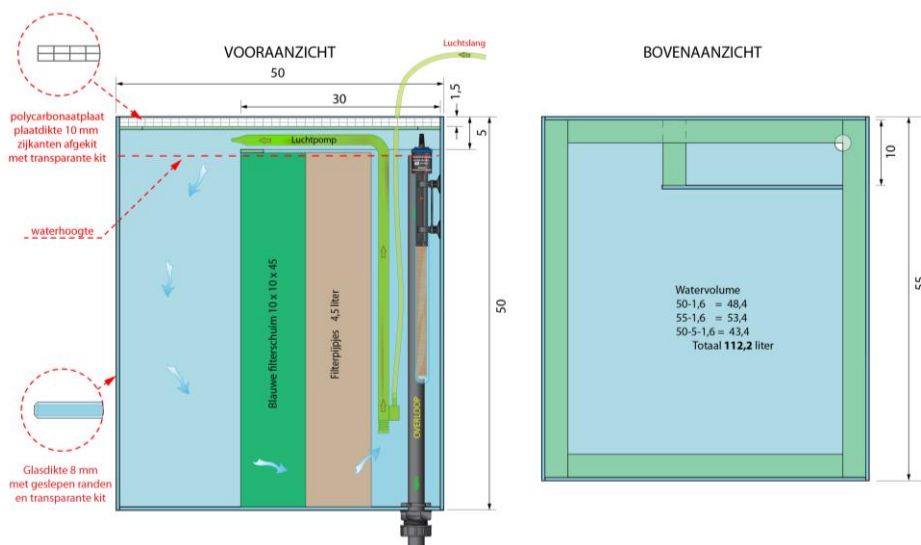 VOORAANZICHT
BOVENAANZICHT
Luchtslang
50
30
1,5
5
polycarbonaatplaat
plaatdikte 10 mm
zijkanten afgekit
met transparante kit
Luchtpomp
waterhoogte
10
Blauwe filterschuim 10 x 10 x 45
Filterpijpjes 4,5 liter
50
55
Watervolume
50-1,6 = 48,4
55-1,6 = 53,4
50-5-1,6 = 43,4
Totaal 112,2 liter
OVERLOOP
Glasdikte 8 mm
met geslepen randen
en transparante kit